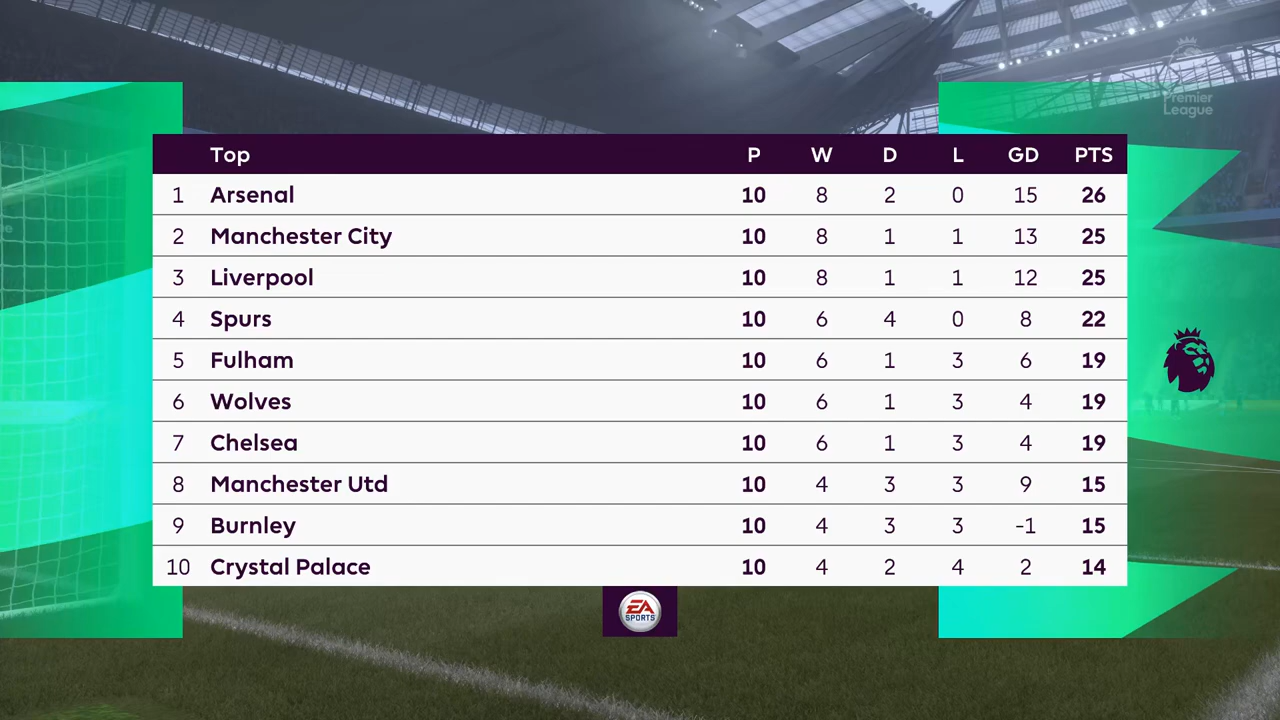 Premier
League
Top P W D L GD PTS
1 Arsenal 10 8 2 0 15 26
2 Manchester City 10 8 1 1 13 25
3 Liverpool 10 8 1 1 12 25
4 Spurs 10 6 4 0 8 22
5 Fulham 10 6 1 3 6 19
6 Wolves 10 6 1 3 4 19
7 Chelsea 10 6 1 3 4 19
8 Manchester Utd 10 4 3 3 9 15
9 Burnley 10 4 3 3 -1 15
10 Crystal Palace 10 4 2 4 2 14
EA
SPORTS